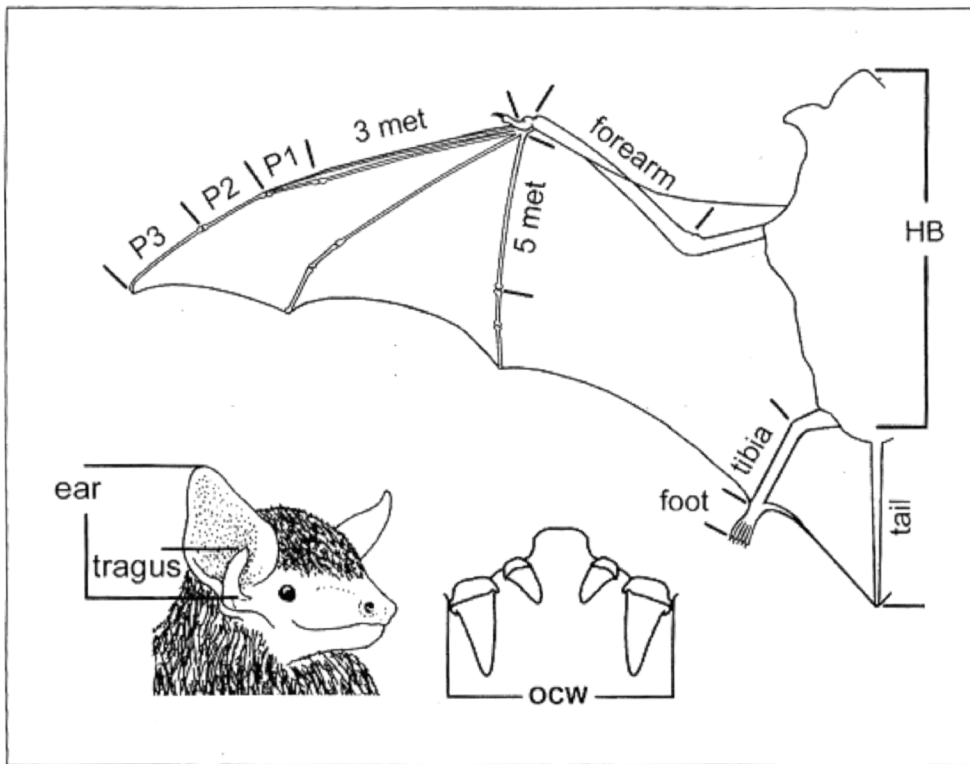 3 met
forearm
P1
P2
P3
5 met
HB
tibia
foot
tail
ear
tragus
ocw